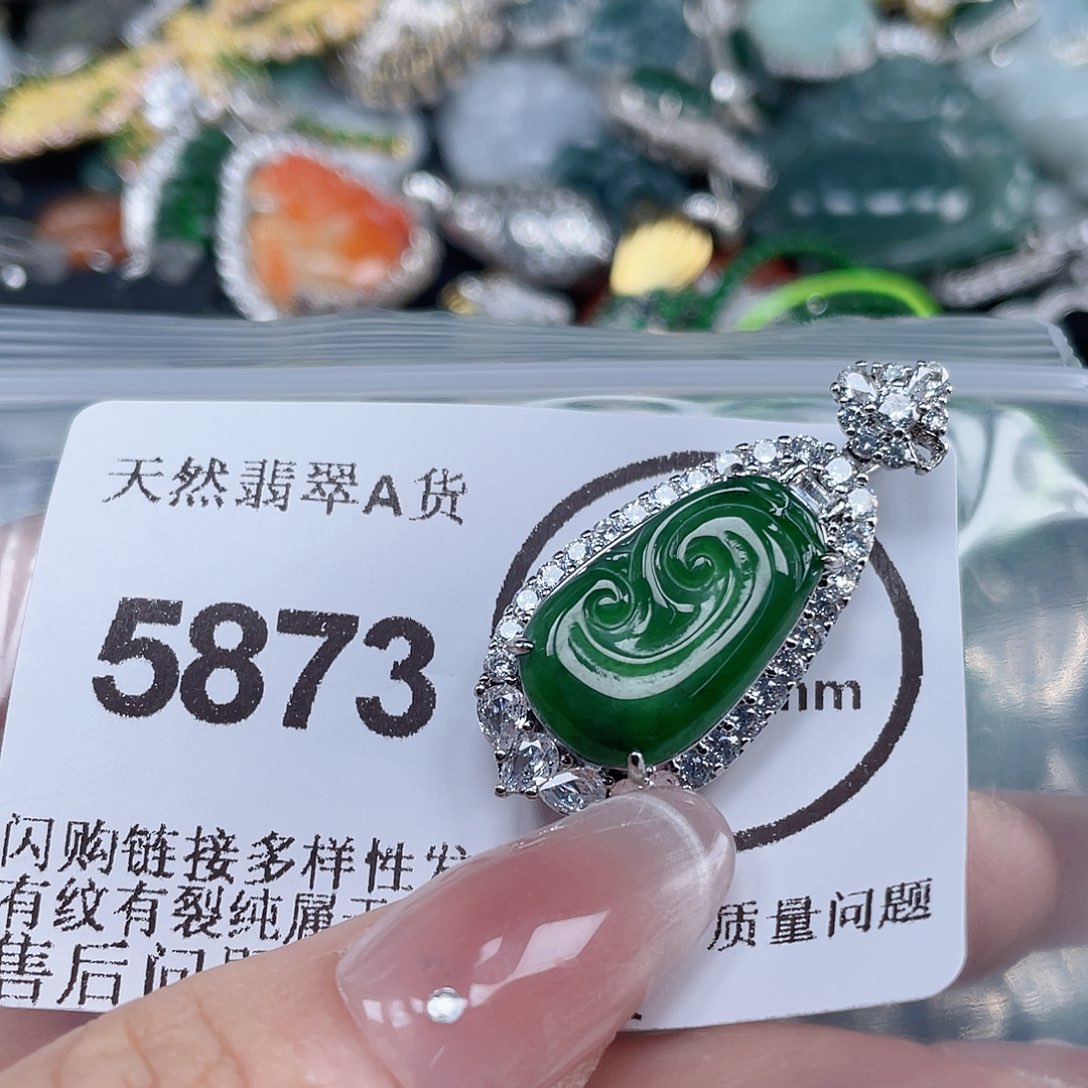 天然翡翠A货
5873
mm
闪购链接多样性发
有纹有裂纯属
质量问题
售后问